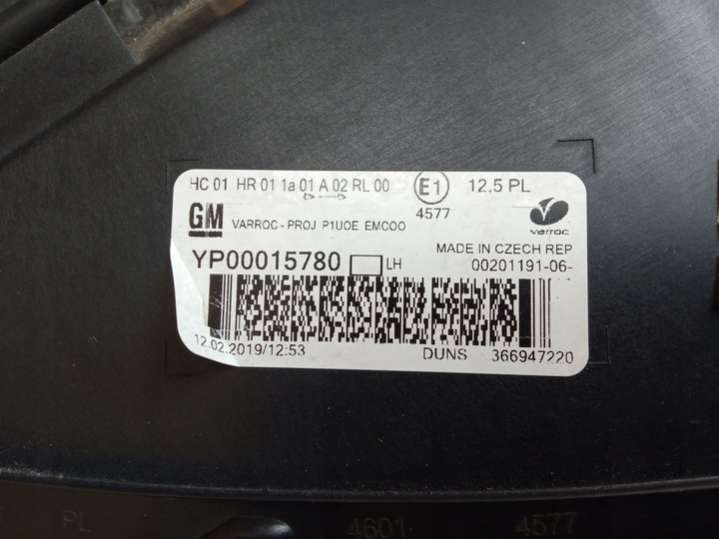 HC 01 HR 01 1a 01 A 02 RL 00 E1 12,5 PL
4577
GM VARROC - PROJ P1UOE EMCOO varroc
MADE IN CZECH REP
YP00015780 LH 00201191-06-
12.02.2019/12:53 DUNS 366947220
PL 4601 4577